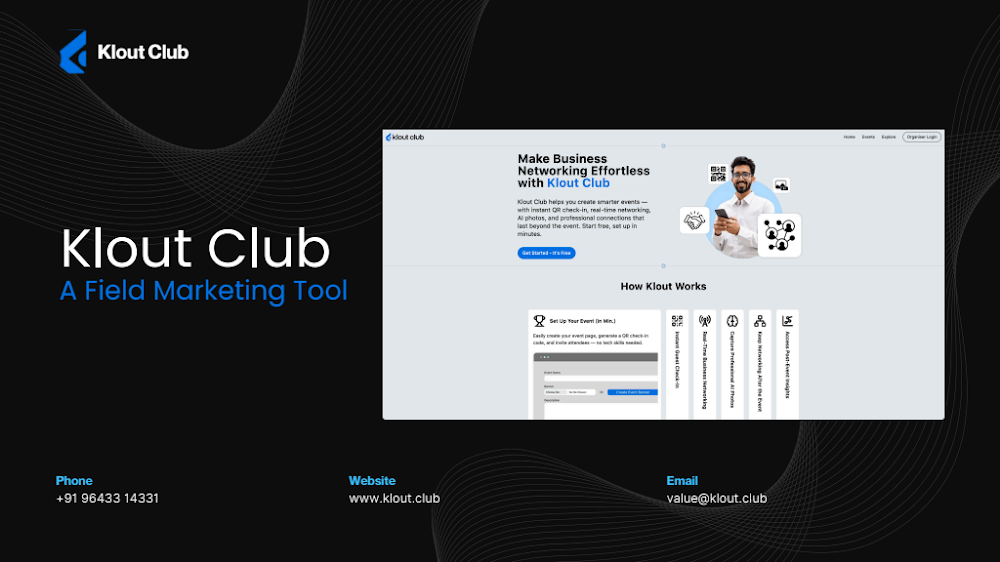 Klout Club
klout club
Home Events Explore Organiser Login
Make Business
Networking Effortless
with Klout Club
Klout Club helps you create smarter events —
with instant QR check-in, real-time networking,
AI photos, and professional connections that
last beyond the event. Start free, set up in
minutes.
Get Started - It's Free
How Klout Works
Set Up Your Event (in Min.)
Easily create your event page, generate a QR check-in
code, and invite attendees — no tech skills needed.
Event Name
Create Event Banner
Description
Instant Guest Check-in
Real-Time Business Networking
Capture Professional AI Photos
Keep Networking After the Event
Access Post-Event Insights
Klout Club
A Field Marketing Tool
Phone
+91 96433 14331
Website
www.klout.club
Email
value@klout.club